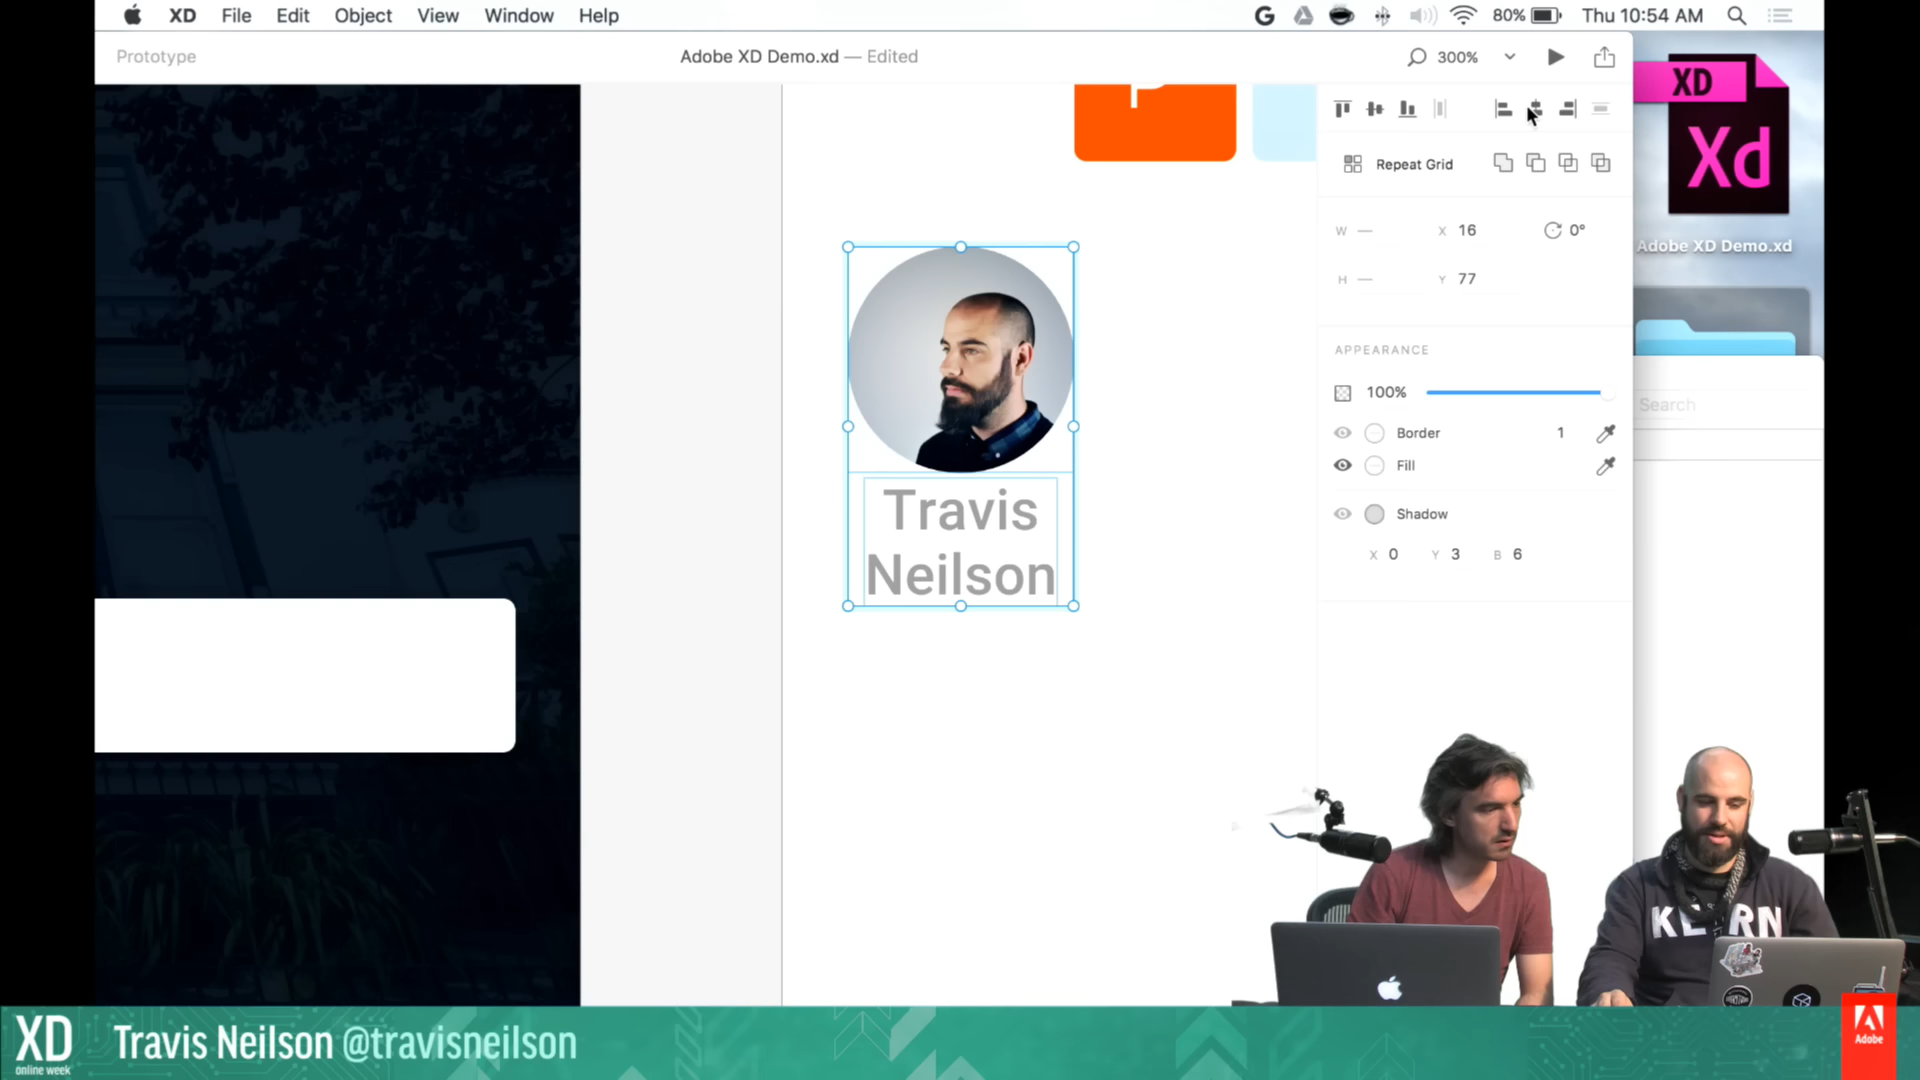 XD File Edit Object View Window Help
80% Thu 10:54 AM
Prototype
Adobe XD Demo.xd — Edited
300%
XD
Xd
Adobe XD Demo.xd
Repeat Grid
W — X 16 0°
H — Y 77
APPEARANCE
100%
Border 1
Fill
Shadow
X 0 Y 3 B 6
Search
Travis
Neilson
XD
online week
Travis Neilson @travisneilson
Adobe